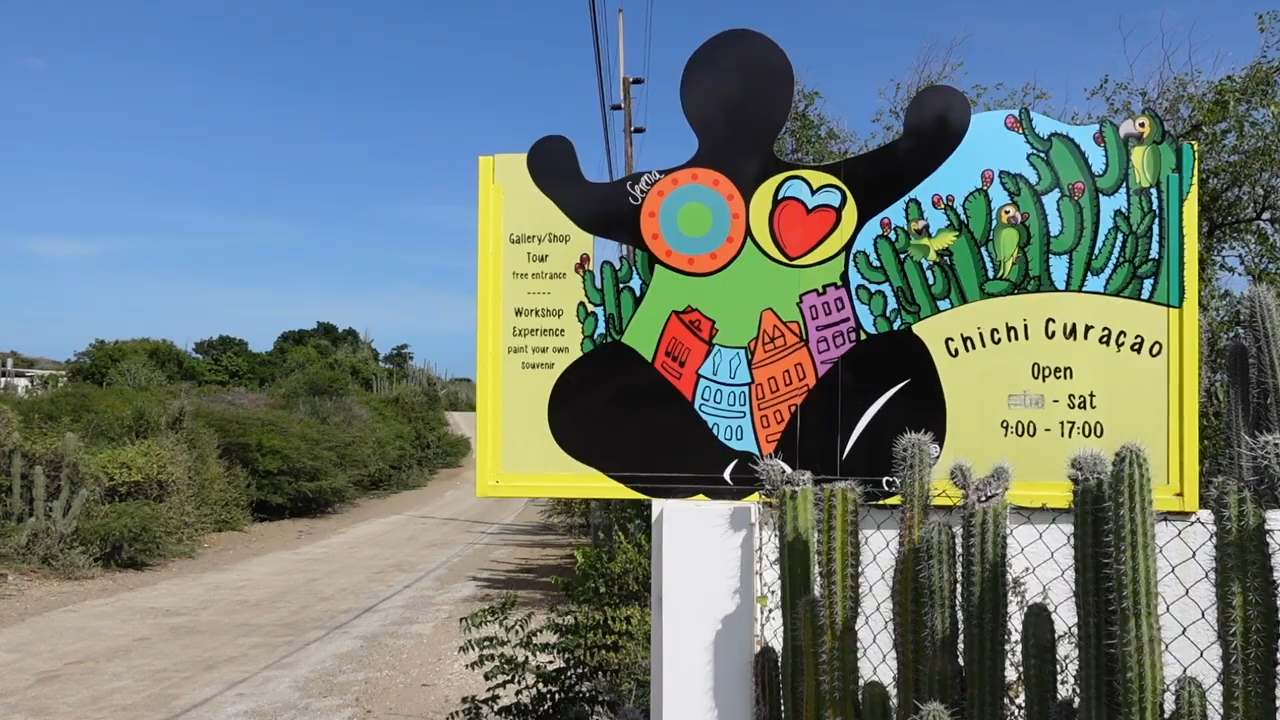 Serena
Gallery/Shop
Tour
free entrance
-----
Workshop
Experience
paint your own
souvenir
Chichi Curaçao
Open
- sat
9:00 - 17:00